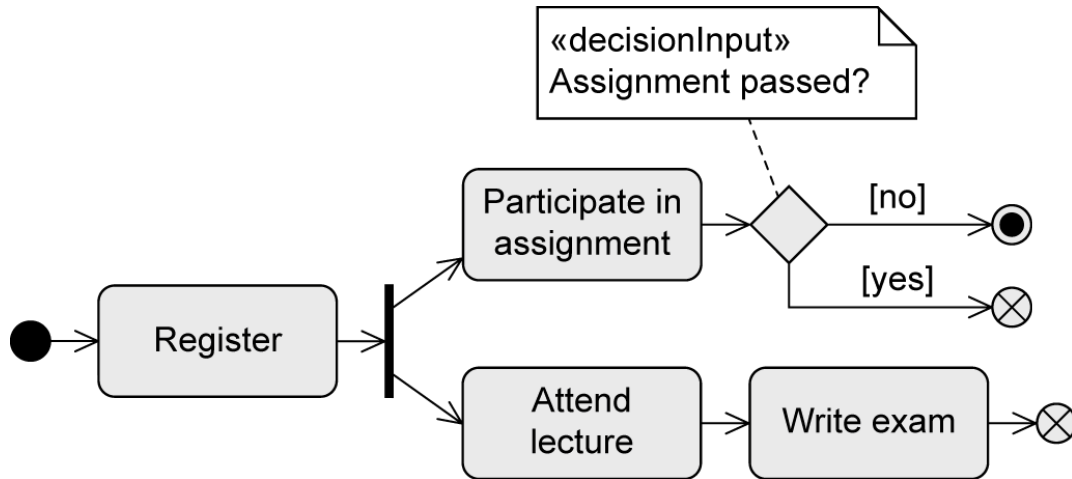 «decisionInput»
Assignment passed?
Participate in
assignment
[no]
[yes]
Register
Attend
lecture
Write exam